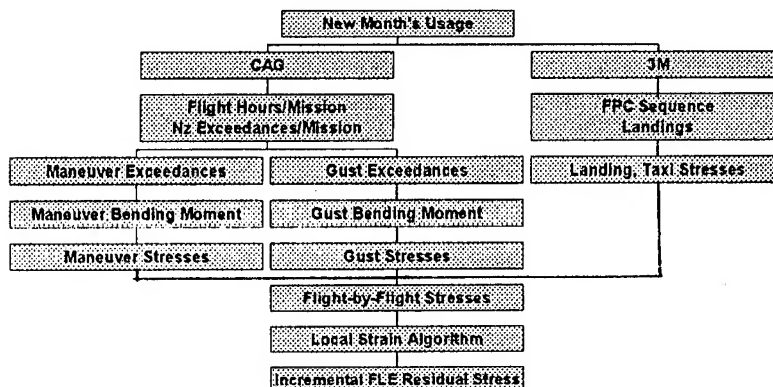 New Month's Usage
CAG
3M
Flight Hours/Mission
Nz Exceedances/Mission
FPC Sequence
Landings
Maneuver Exceedances
Gust Exceedances
Landing, Taxi Stresses
Maneuver Bending Moment
Gust Bending Moment
Maneuver Stresses
Gust Stresses
Flight-by-Flight Stresses
Local Strain Algorithm
Incremental FLE Residual Stress